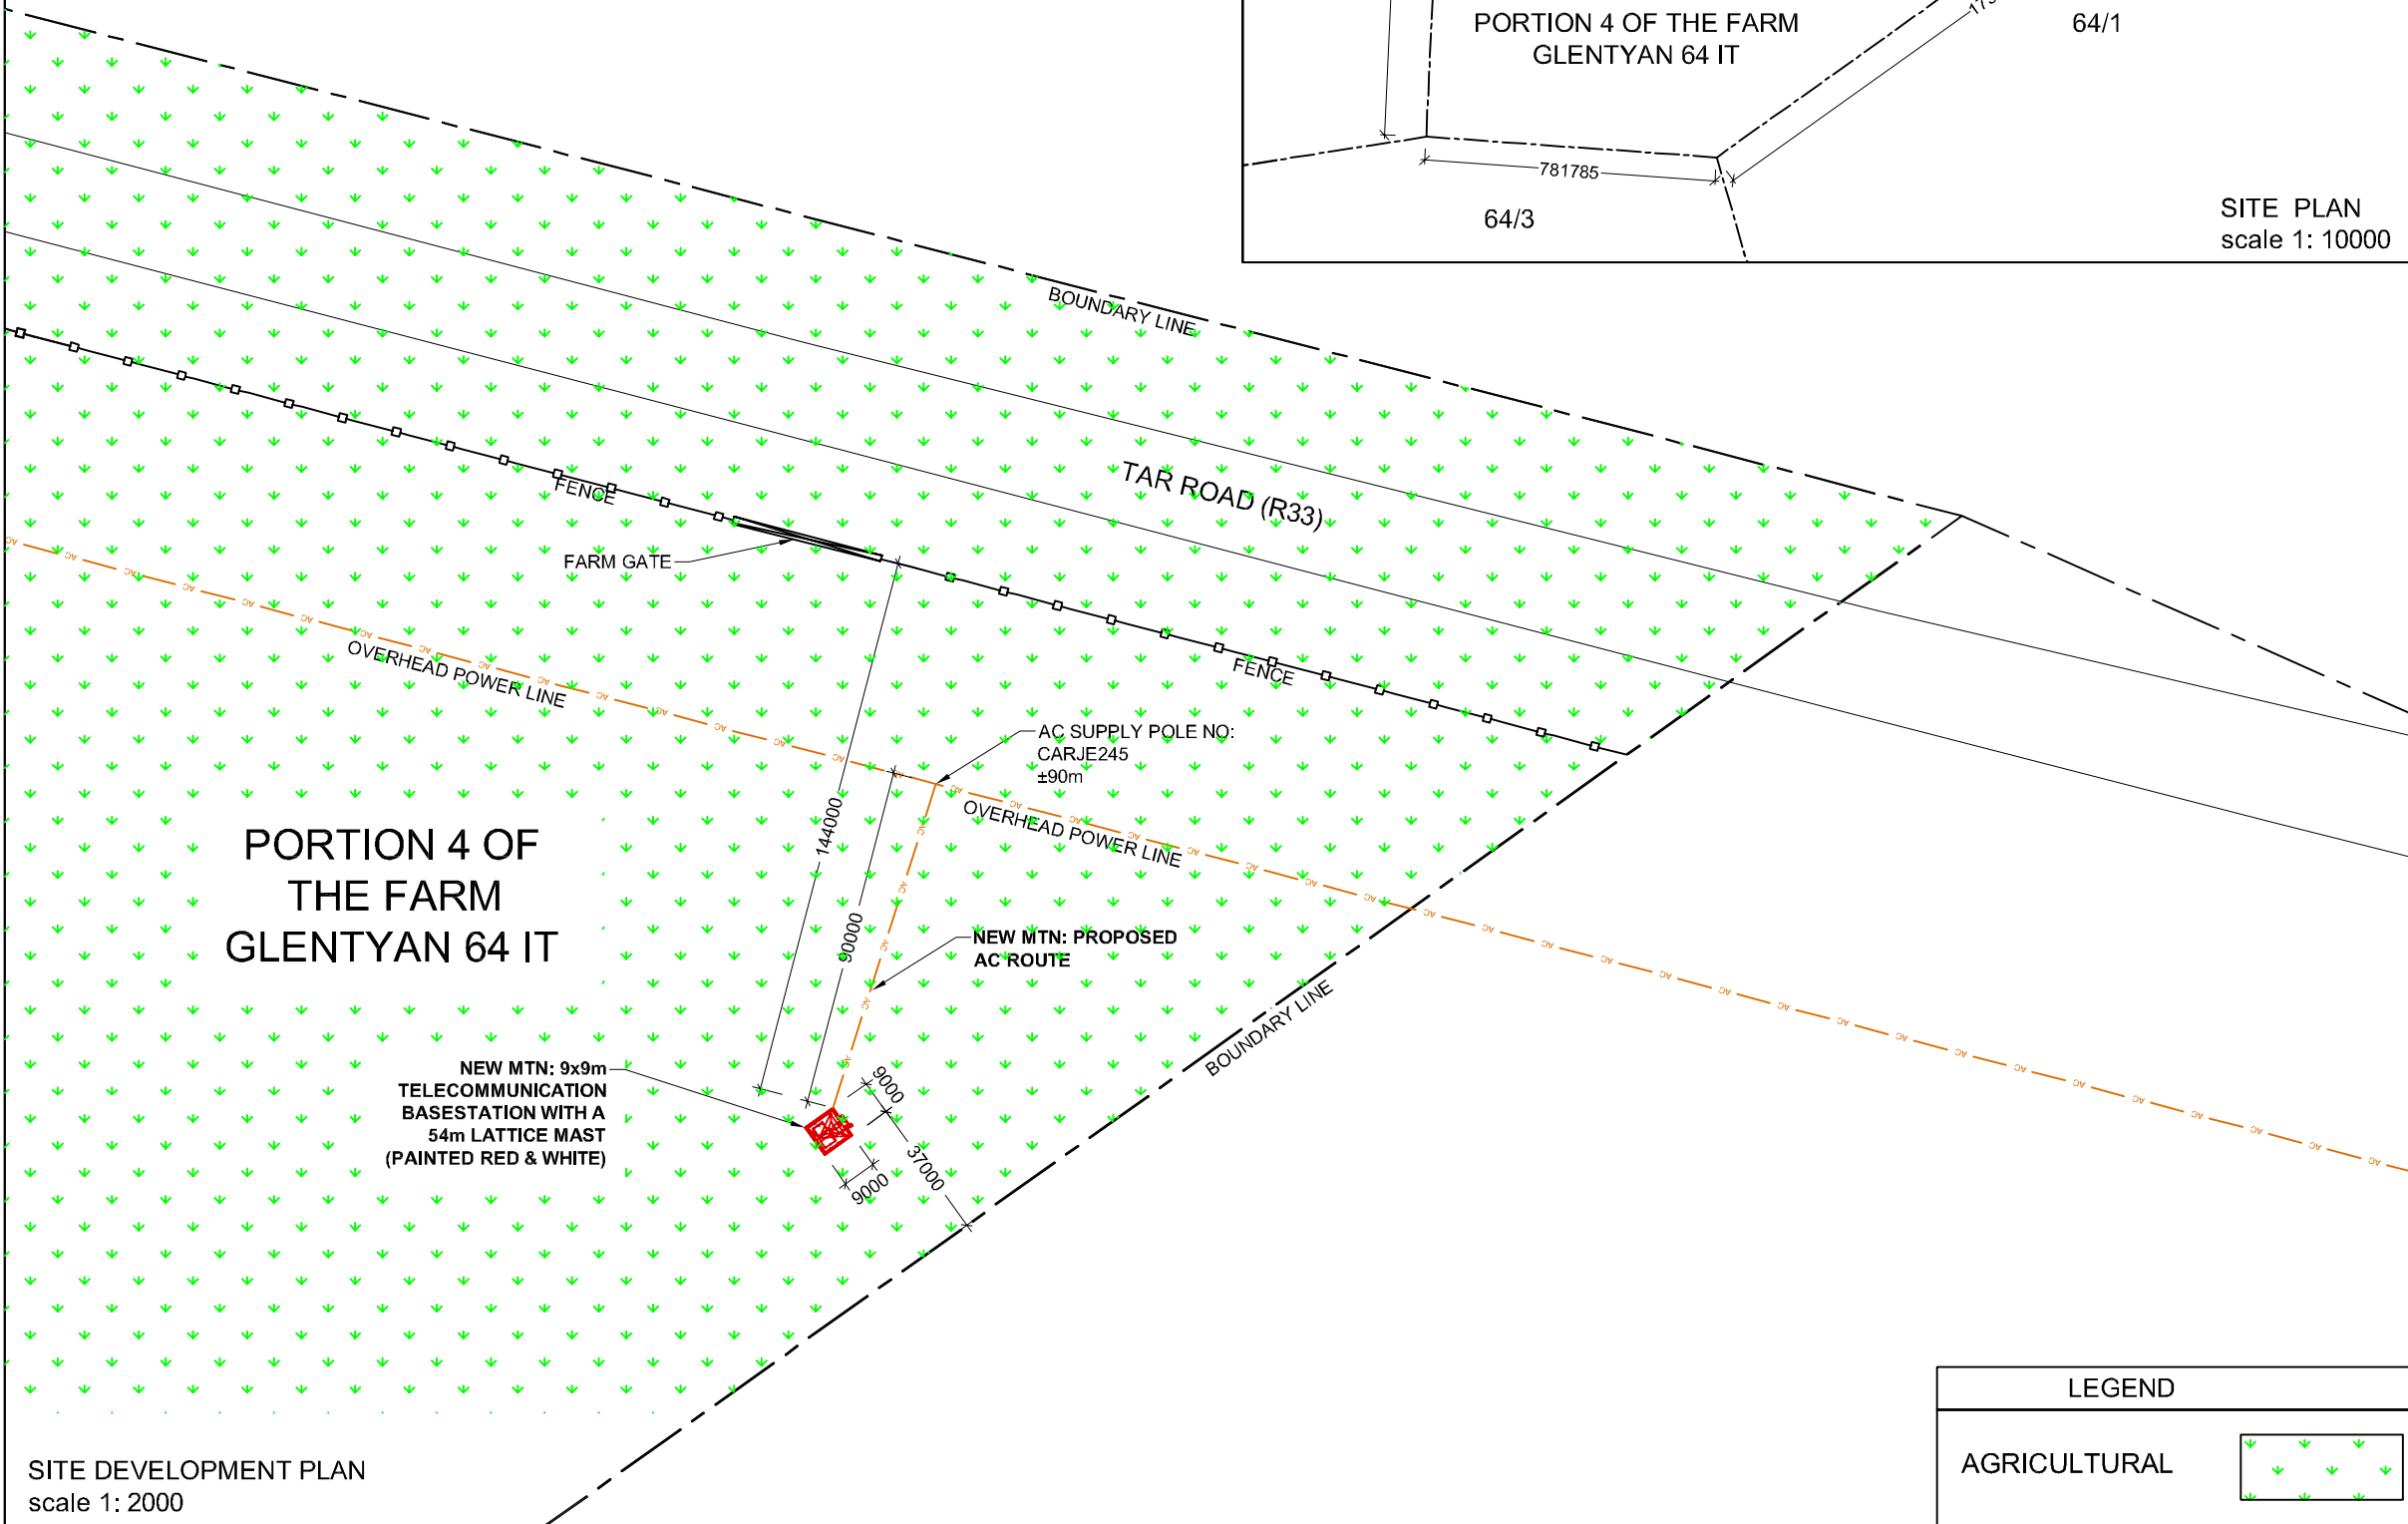 PORTION 4 OF THE FARM
GLENTYAN 64 IT
64/1
781785
64/3
SITE PLAN
scale 1: 10000
BOUNDARY LINE
TAR ROAD (R33)
FENCE
FARM GATE
OVERHEAD POWER LINE
FENCE
AC SUPPLY POLE NO:
CARJE245
±90m
OVERHEAD POWER LINE
144000
90000
PORTION 4 OF
THE FARM
GLENTYAN 64 IT
NEW MTN: PROPOSED
AC ROUTE
BOUNDARY LINE
NEW MTN: 9x9m
TELECOMMUNICATION
BASESTATION WITH A
54m LATTICE MAST
(PAINTED RED & WHITE)
9000
37000
9000
AC
LEGEND
AGRICULTURAL
SITE DEVELOPMENT PLAN
scale 1: 2000